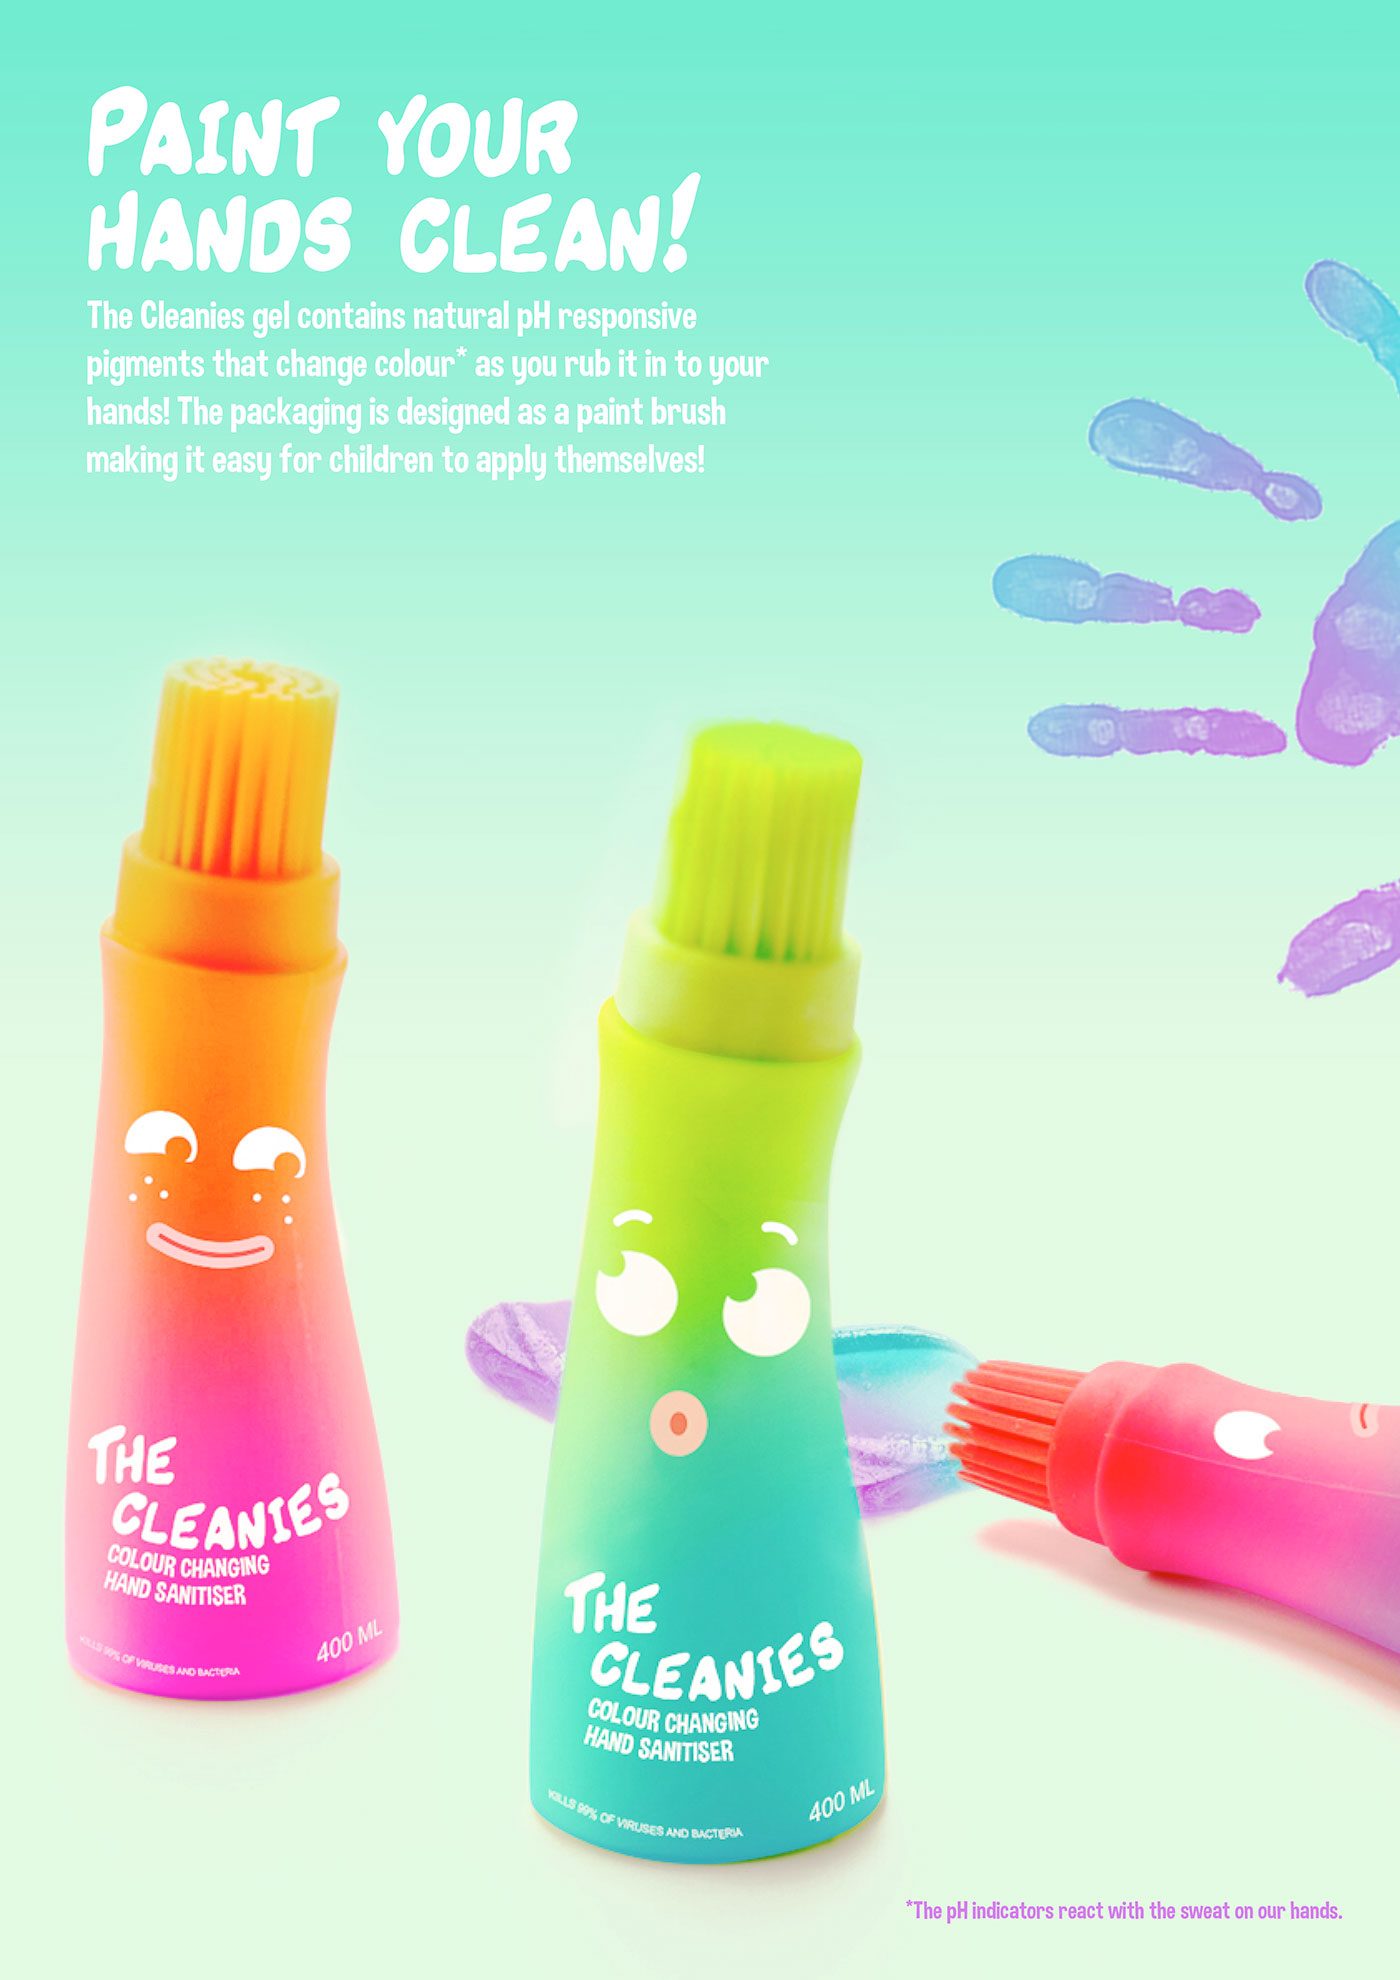 PAINT YOUR
HANDS CLEAN!
The Cleanies gel contains natural pH responsive
pigments that change colour* as you rub it in to your
hands! The packaging is designed as a paint brush
making it easy for children to apply themselves!
THE
CLEANIES
COLOUR CHANGING
HAND SANITISER
400 ML
KILLS 99% OF VIRUSES AND BACTERIA
THE
CLEANIES
COLOUR CHANGING
HAND SANITISER
400 ML
KILLS 99% OF VIRUSES AND BACTERIA
*The pH indicators react with the sweat on our hands.